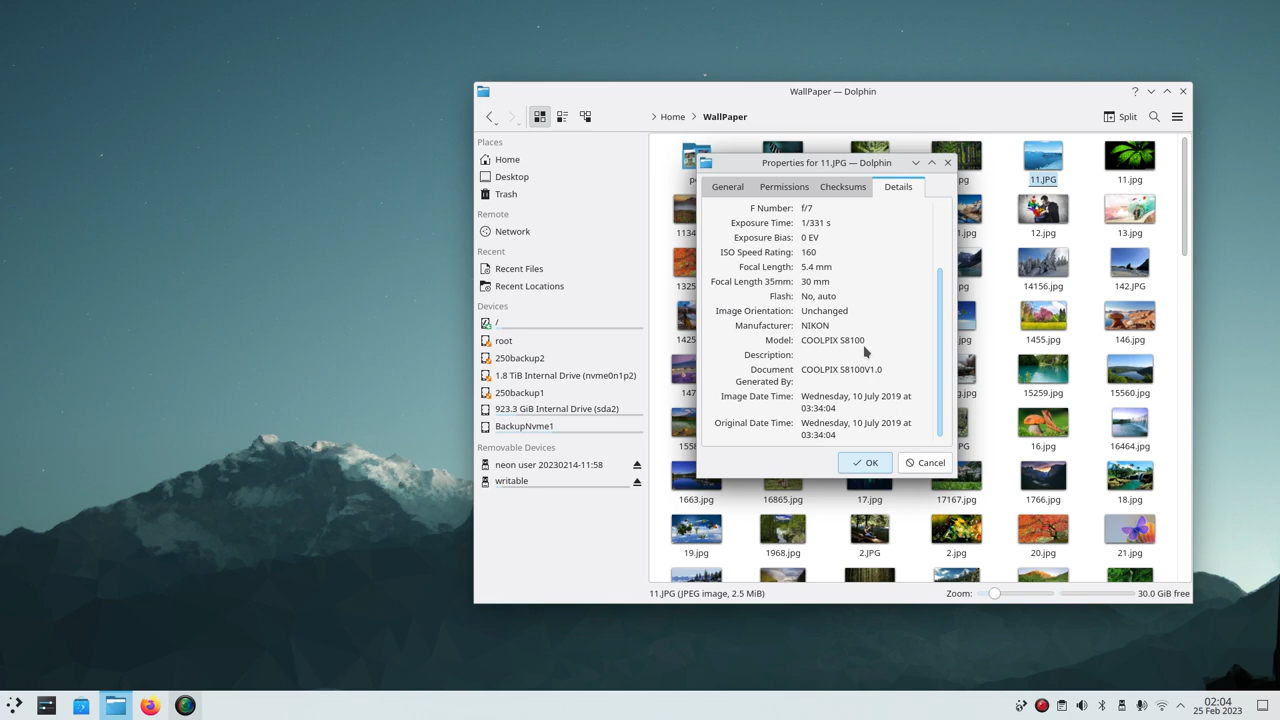 WallPaper — Dolphin
Split
Home
WallPaper
Places
Home
Desktop
Trash
Remote
Network
Recent
Recent Files
Recent Locations
Devices
/
root
250backup2
1.8 TiB Internal Drive (nvme0n1p2)
250backup1
923.3 GiB Internal Drive (sda2)
BackupNvme1
Removable Devices
neon user 20230214-11:58
writable
11.JPG
11.jpg
12.jpg
13.jpg
14156.jpg
142.JPG
1455.jpg
146.jpg
15259.jpg
15560.jpg
16.jpg
16464.jpg
1663.jpg
16865.jpg
17.jpg
17167.jpg
1766.jpg
18.jpg
19.jpg
1968.jpg
2.JPG
2.jpg
20.jpg
21.jpg
Properties for 11.JPG — Dolphin
General
Permissions
Checksums
Details
F Number: f/7
Exposure Time: 1/331 s
Exposure Bias: 0 EV
ISO Speed Rating: 160
Focal Length: 5.4 mm
Focal Length 35mm: 30 mm
Flash: No, auto
Image Orientation: Unchanged
Manufacturer: NIKON
Model: COOLPIX S8100
Description:
Document COOLPIX S8100V1.0
Generated By:
Image Date Time: Wednesday, 10 July 2019 at
03:34:04
Original Date Time: Wednesday, 10 July 2019 at
03:34:04
OK
Cancel
11.JPG (JPEG image, 2.5 MiB)
Zoom:
30.0 GiB free
02:04
25 Feb 2023